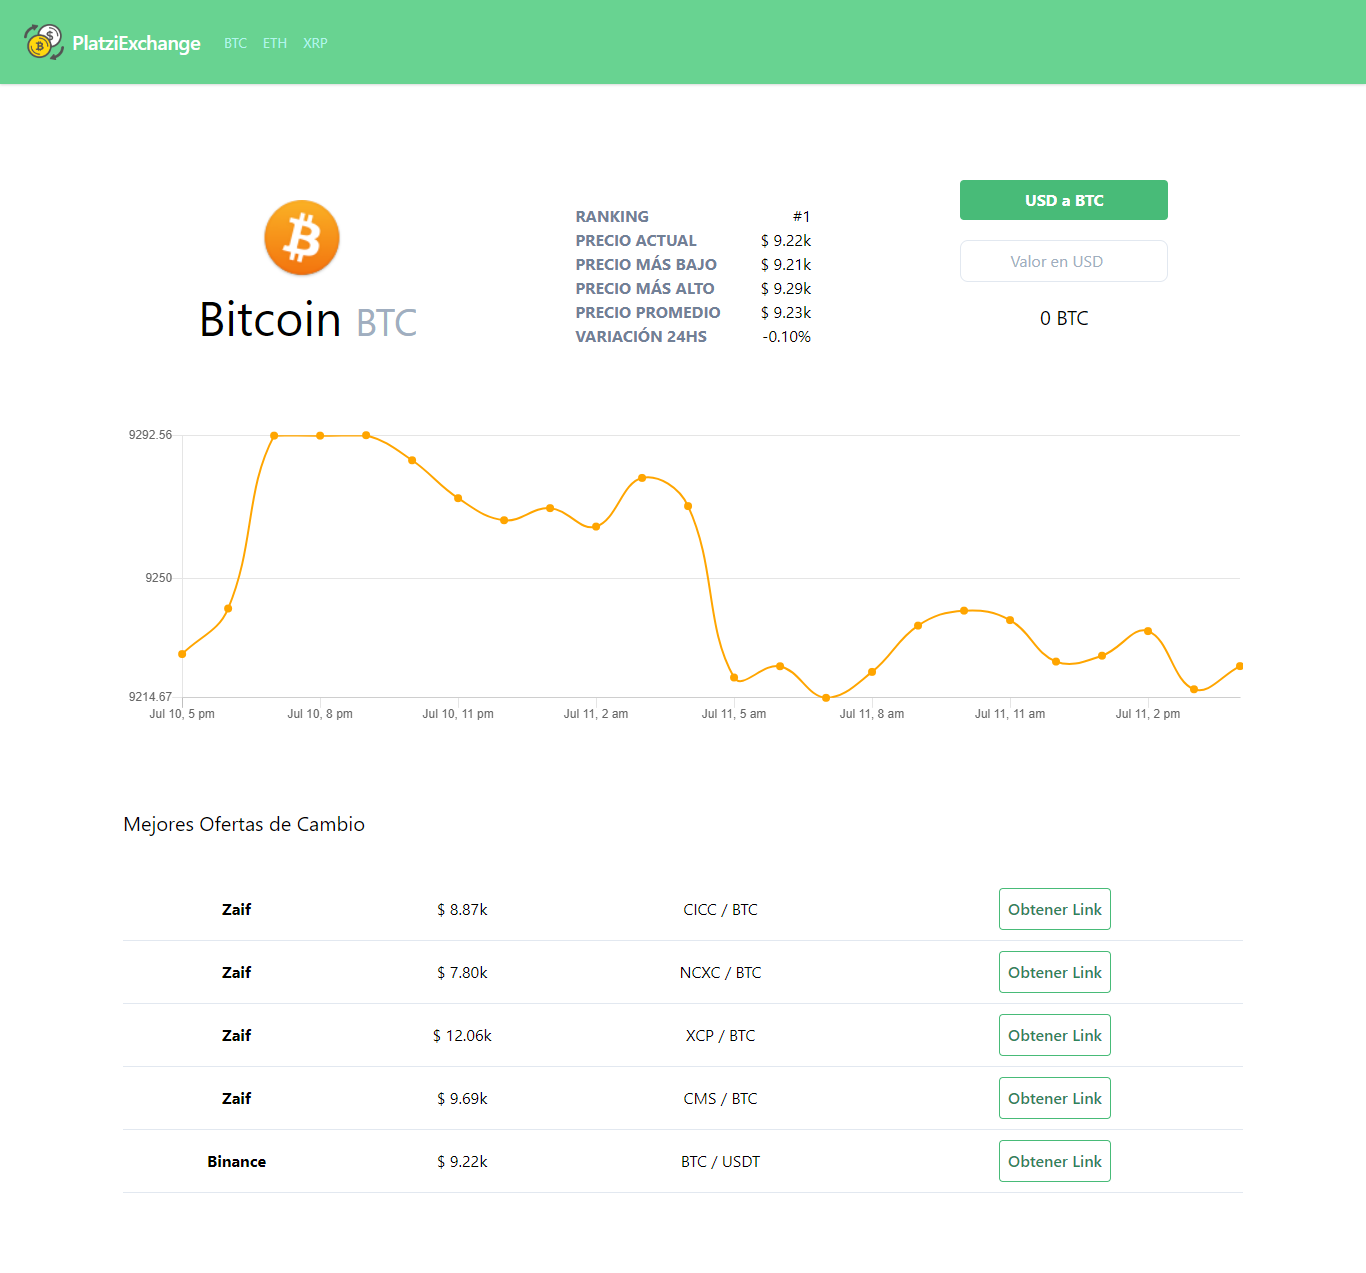 PlatziExchange BTC ETH XRP
Bitcoin BTC
RANKING #1
PRECIO ACTUAL $ 9.22k
PRECIO MÁS BAJO $ 9.21k
PRECIO MÁS ALTO $ 9.29k
PRECIO PROMEDIO $ 9.23k
VARIACIÓN 24HS -0.10%
USD a BTC
Valor en USD
0 BTC
9292.56
9250
9214.67
Jul 10, 5 pm Jul 10, 8 pm Jul 10, 11 pm Jul 11, 2 am Jul 11, 5 am Jul 11, 8 am Jul 11, 11 am Jul 11, 2 pm
Mejores Ofertas de Cambio
Zaif $ 8.87k CICC / BTC Obtener Link
Zaif $ 7.80k NCXC / BTC Obtener Link
Zaif $ 12.06k XCP / BTC Obtener Link
Zaif $ 9.69k CMS / BTC Obtener Link
Binance $ 9.22k BTC / USDT Obtener Link